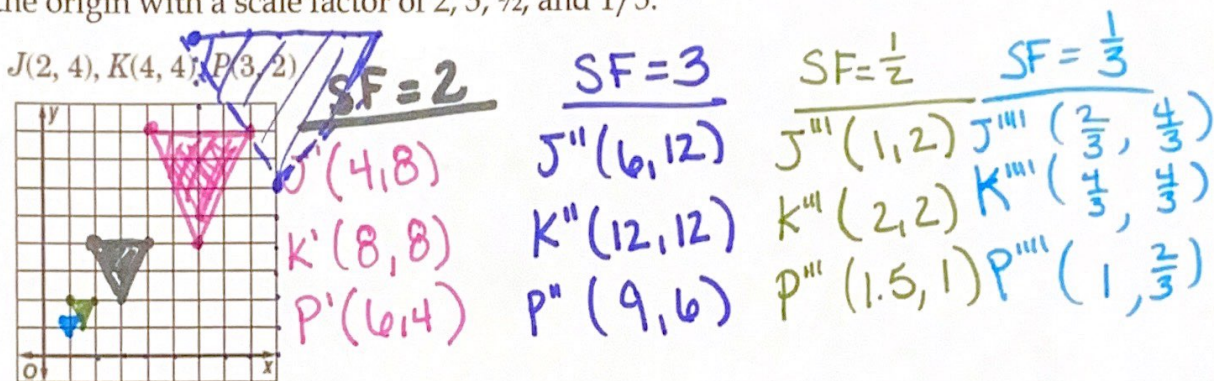 the origin with a scale factor of 2, 3, ½, and 1/3.
J(2, 4), K(4, 4), P(3, 2)
SF = 2
J'(4,8)
K'(8,8)
P'(6,4)
SF = 3
J"(6,12)
K"(12,12)
P"(9,6)
SF = 1/2
J'''(1,2)
K'''(2,2)
P'''(1.5,1)
SF = 1/3
J''''(2/3, 4/3)
K''''(4/3, 4/3)
P''''(1, 2/3)
y
O x